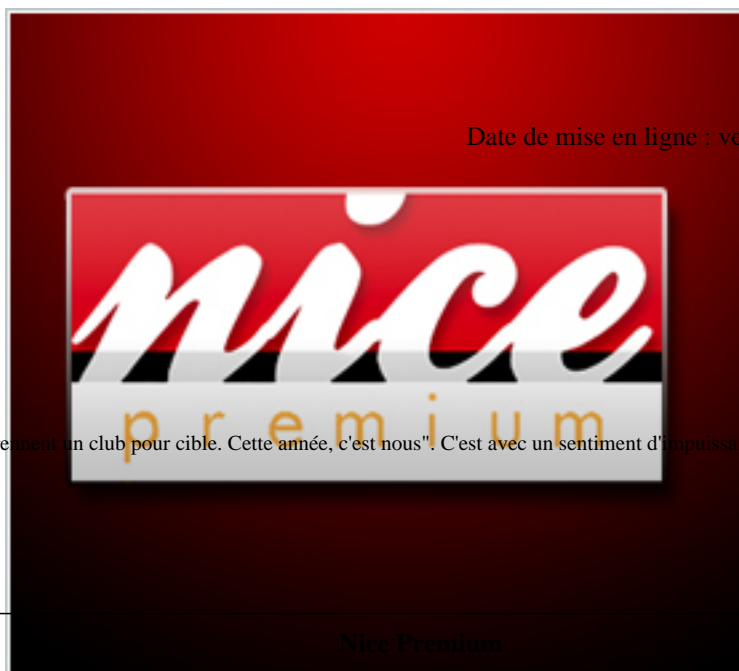 Date de mise en ligne :
nice
premium
un club pour cible. Cette année, c'est nous". C'est avec un sentiment
Nice Premium